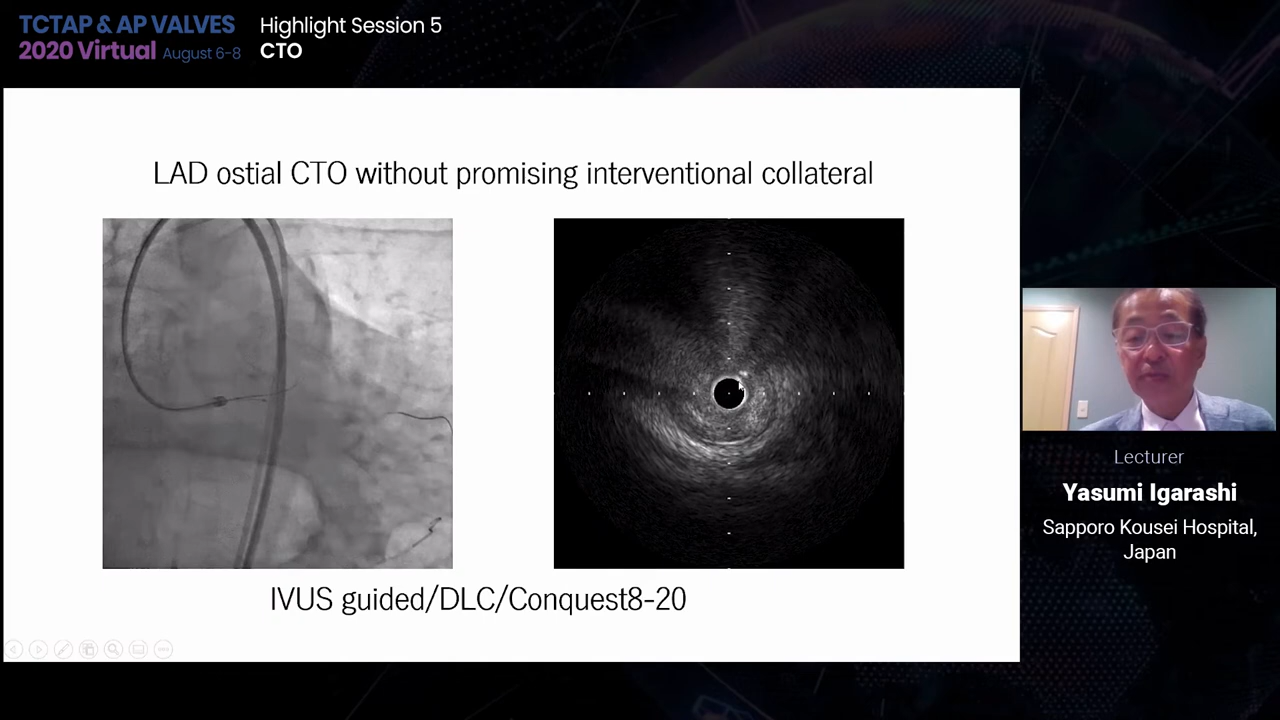 TCTAP & AP VALVES
2020 Virtual August 6-8
Highlight Session 5
CTO
LAD ostial CTO without promising interventional collateral
IVUS guided/DLC/Conquest8-20
Lecturer
Yasumi Igarashi
Sapporo Kousei Hospital,
Japan